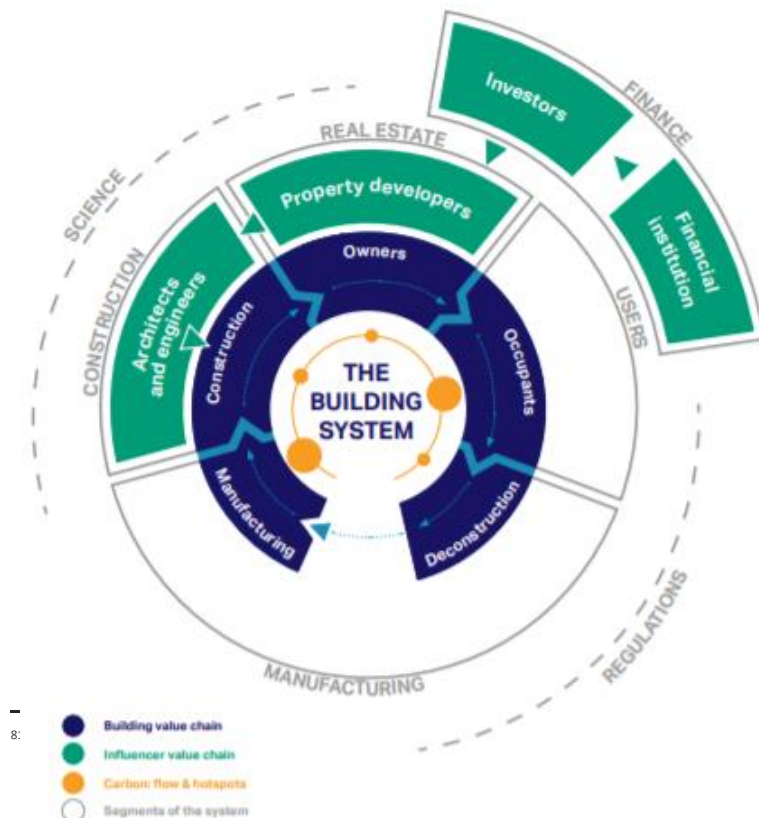 Investors
FINANCE
REAL ESTATE
SCIENCE
Property developers
Financial
institution
CONSTRUCTION
Architects
and engineers
Owners
USERS
Construction
Occupants
THE
BUILDING
SYSTEM
Manufacturing
Deconstruction
REGULATIONS
MANUFACTURING
8:
Building value chain
Influencer value chain
Carbon: flow & hotspots
Segments of the system